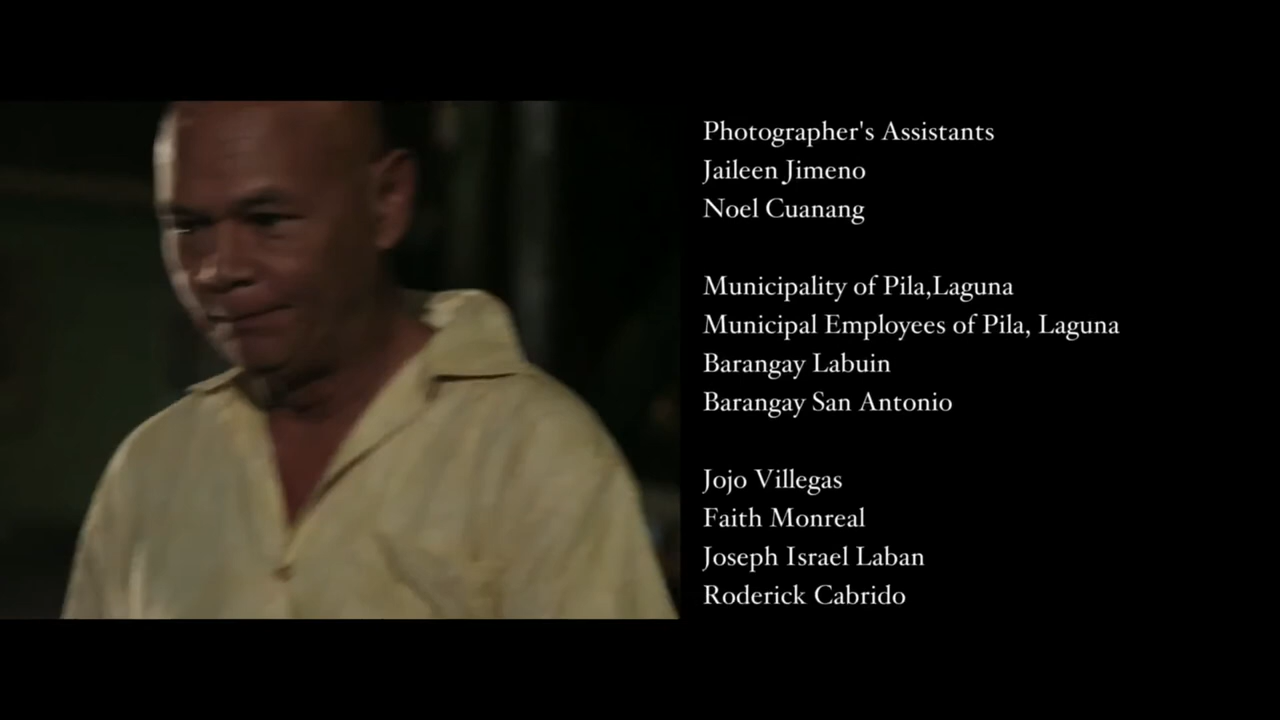 Photographer's Assistants
Jaileen Jimeno
Noel Cuanang
Municipality of Pila,Laguna
Municipal Employees of Pila, Laguna
Barangay Labuin
Barangay San Antonio
Jojo Villegas
Faith Monreal
Joseph Israel Laban
Roderick Cabrido